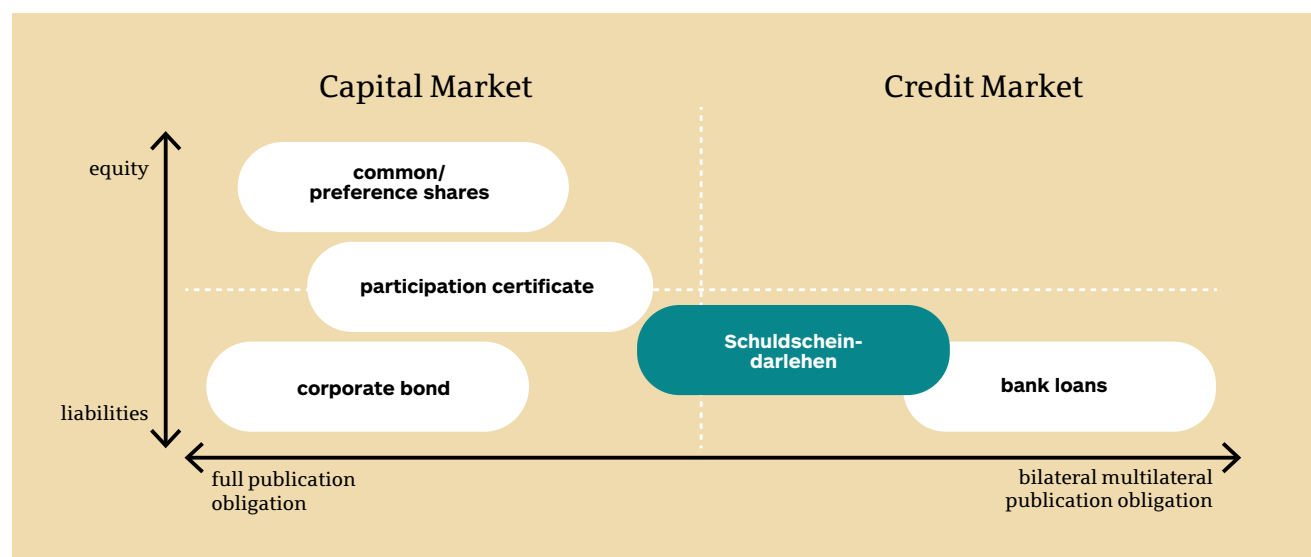 Capital Market
Credit Market
equity
common/
preference shares
participation certificate
Schuldschein-
darlehen
corporate bond
bank loans
liabilities
full publication
obligation
bilateral multilateral
publication obligation